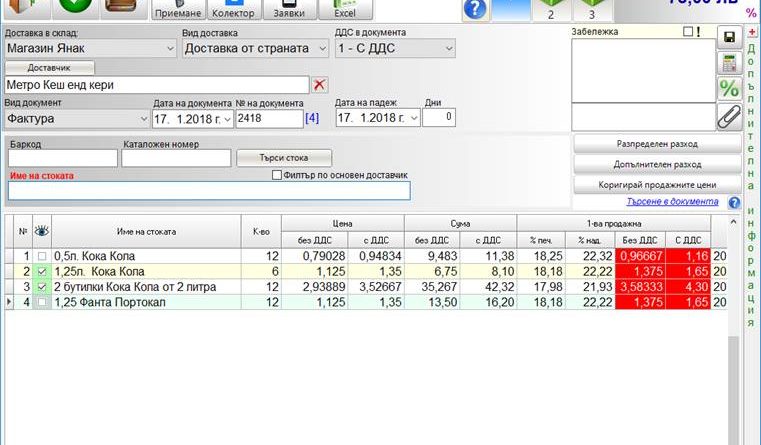 Приемане Колектор Заявки Excel
2 3
%
Доставка в склад: Вид доставка ДДС в документа Забележка !
Магазин Янак Доставка от страната 1 - С ДДС
Доставчик
Метро Кеш енд кери
Вид документ Дата на документа № на документа Дата на падеж Дни
Фактура 17. 1.2018 г. 2418 [4] 17. 1.2018 г. 0
Баркод Каталожен номер Търси стока
Име на стоката Филтър по основен доставчик
Разпределен разход
Допълнителен разход
Коригирай продажните цени
Търсене в документа
Допълнителна информация
№ Име на стоката К-во Цена Сума 1-ва продажна
без ДДС с ДДС без ДДС с ДДС % печ. % над. Без ДДС С ДДС
1 0,5л. Кока Кола 12 0,79028 0,94834 9,483 11,38 18,25 22,32 0,96667 1,16 20
2 1,25л. Кока Кола 6 1,125 1,35 6,75 8,10 18,18 22,22 1,375 1,65 20
3 2 бутилки Кока Кола от 2 литра 12 2,93889 3,52667 35,267 42,32 17,98 21,93 3,58333 4,30 20
4 1,25 Фанта Портокал 12 1,125 1,35 13,50 16,20 18,18 22,22 1,375 1,65 20